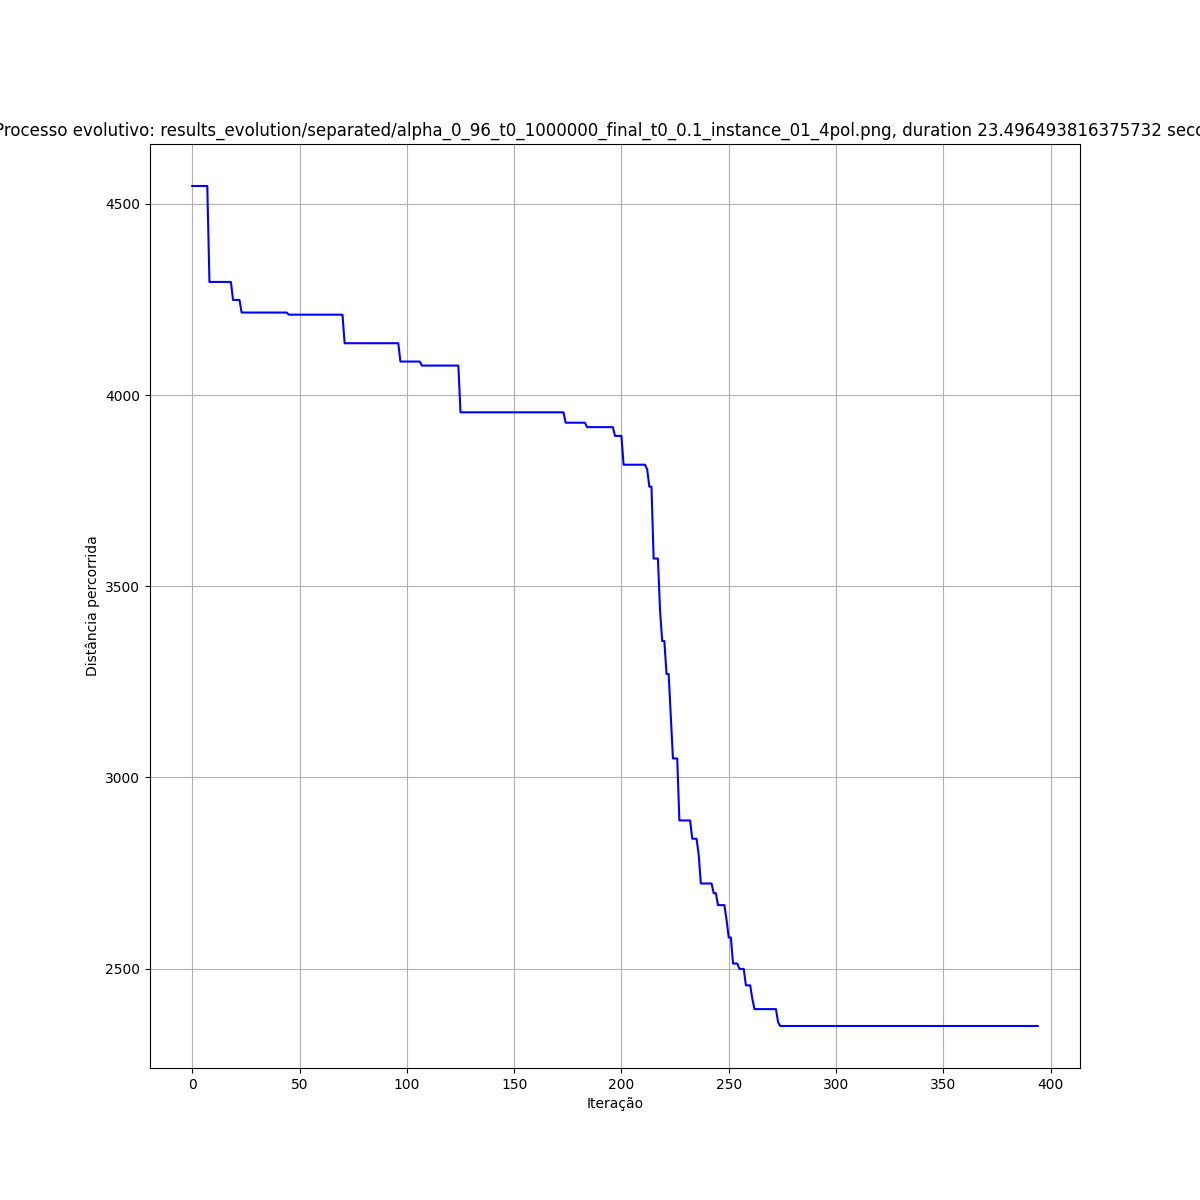 Processo evolutivo: results_evolution/separated/alpha_0_96_t0_1000000_final_t0_0.1_instance_01_4pol.png, duration 23.496493816375732
4500
4000
3500
3000
2500
Distância percorrida
0 50 100 150 200 250 300 350 400
Iteração